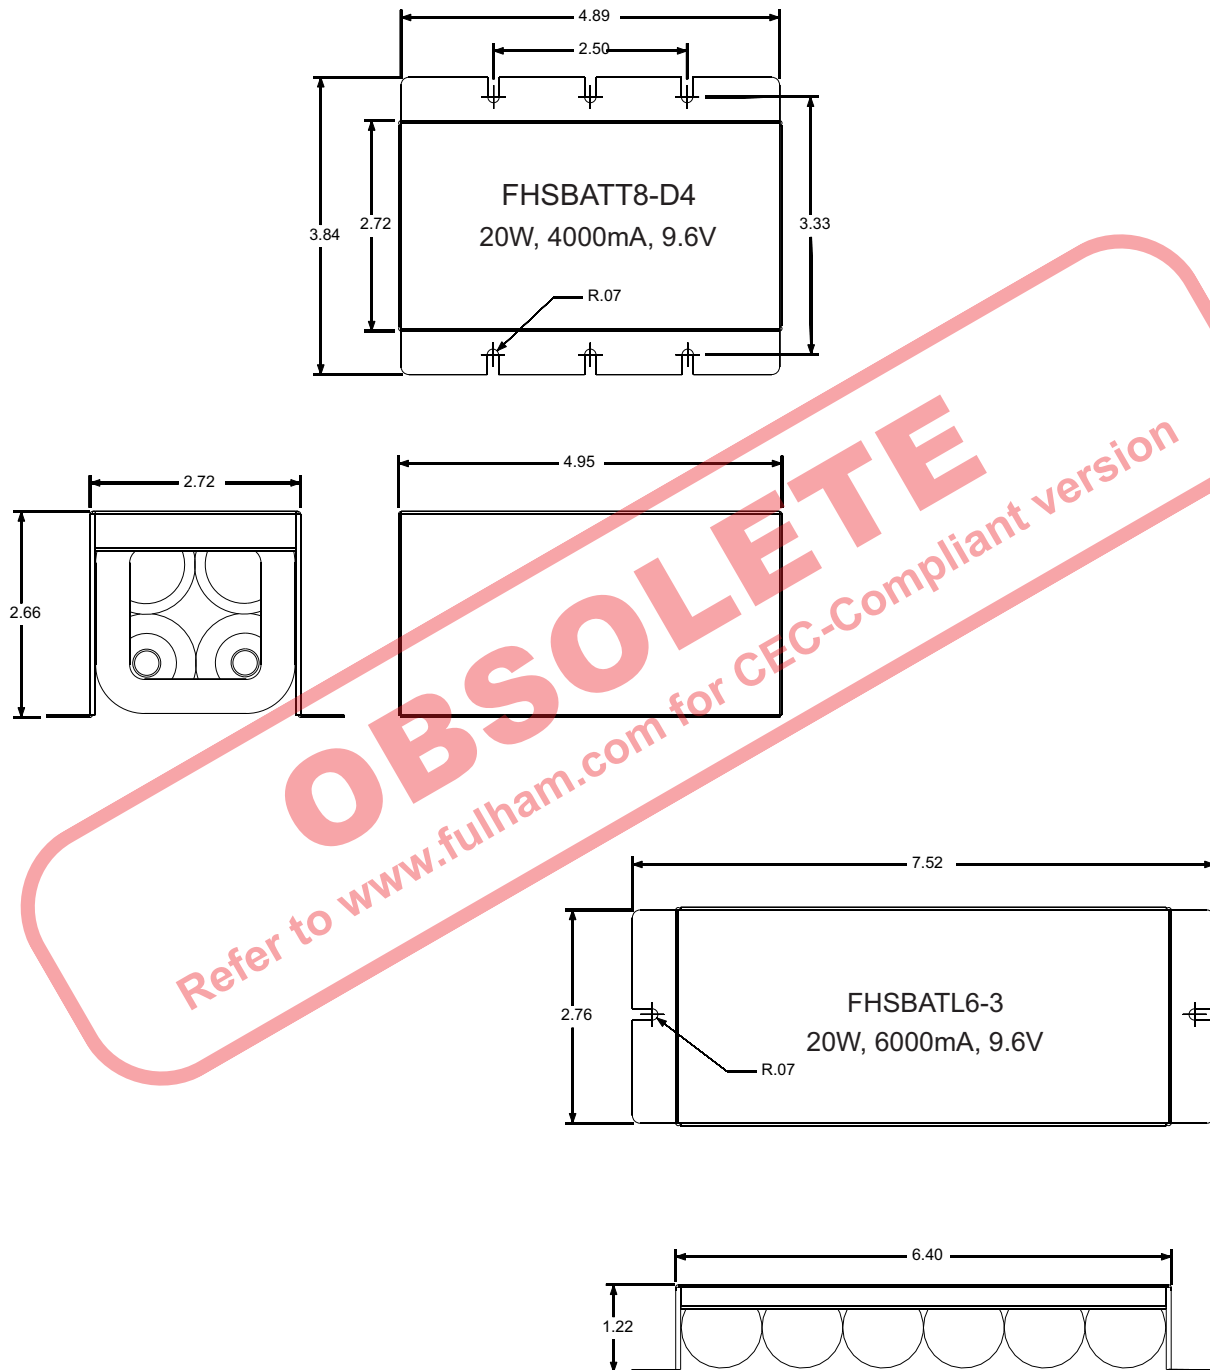 4.89
2.50
FHSBATT8-D4
20W, 4000mA, 9.6V
3.84
2.72
3.33
R.07
2.72
4.95
2.66
OBSOLETE
Refer to www.fulham.com for CEC-Compliant version
7.52
FHSBATL6-3
20W, 6000mA, 9.6V
2.76
R.07
6.40
1.22